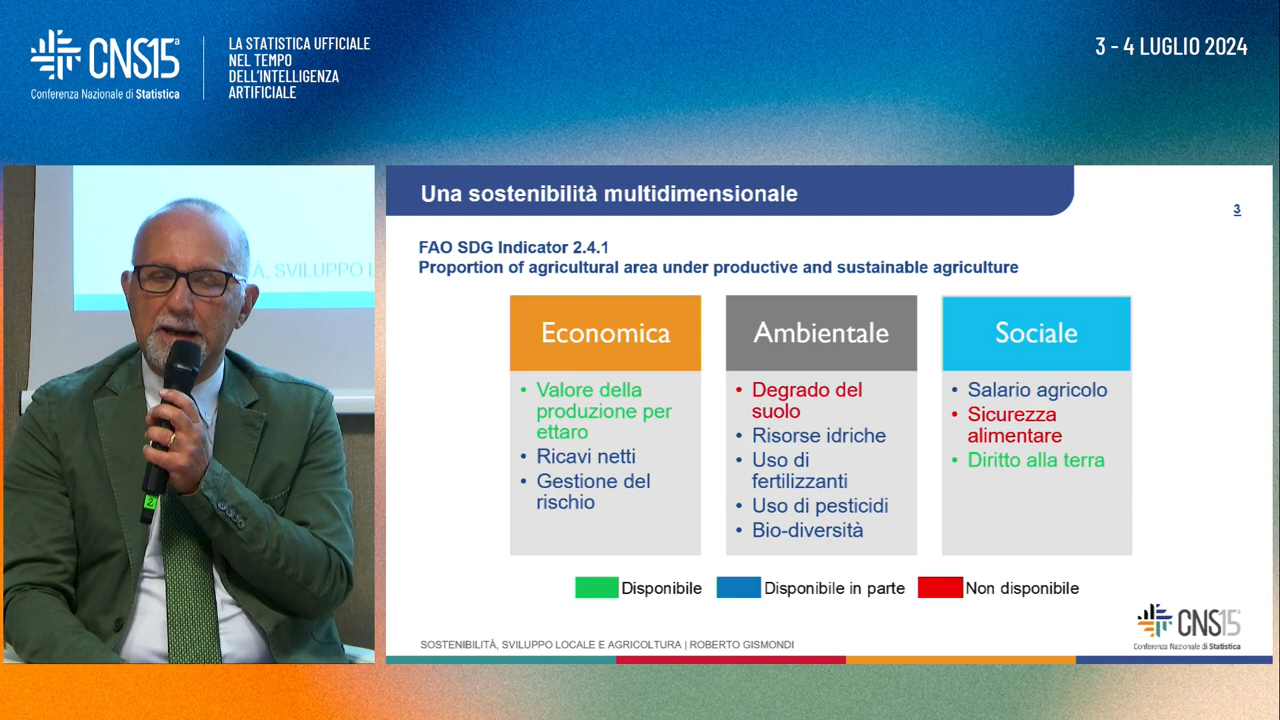 CNS15ª
Conferenza Nazionale di Statistica
LA STATISTICA UFFICIALE
NEL TEMPO
DELL'INTELLIGENZA
ARTIFICIALE
3 - 4 LUGLIO 2024
À, SVILUPPO L
2
Una sostenibilità multidimensionale
3
FAO SDG Indicator 2.4.1
Proportion of agricultural area under productive and sustainable agriculture
Economica
• Valore della
produzione per
ettaro
• Ricavi netti
• Gestione del
rischio
Ambientale
• Degrado del
suolo
• Risorse idriche
• Uso di
fertilizzanti
• Uso di pesticidi
• Bio-diversità
Sociale
• Salario agricolo
• Sicurezza
alimentare
• Diritto alla terra
Disponibile
Disponibile in parte
Non disponibile
SOSTENIBILITÀ, SVILUPPO LOCALE E AGRICOLTURA | ROBERTO GISMONDI
CNS15ª
Conferenza Nazionale di Statistica